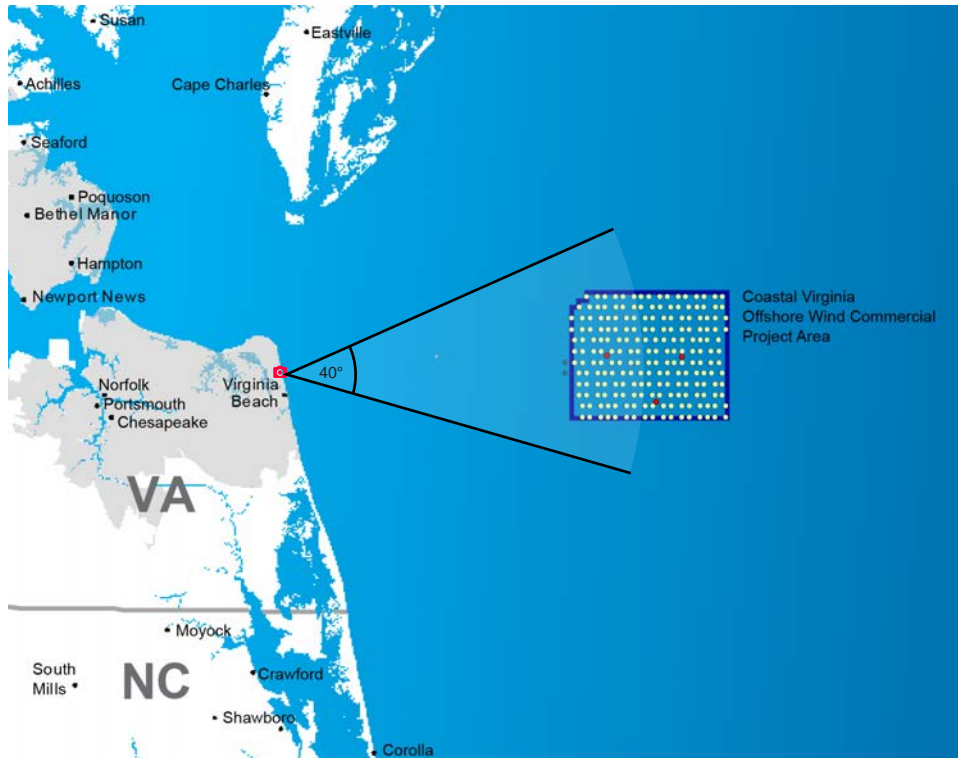 Susan
Eastville
Achilles
Cape Charles
Seaford
Poquoson
Bethel Manor
Hampton
Newport News
Coastal Virginia
Offshore Wind Commercial
Project Area
40°
Norfolk
Virginia
Beach
Portsmouth
Chesapeake
VA
Moyock
South
Mills
NC
Crawford
Shawboro
Corolla